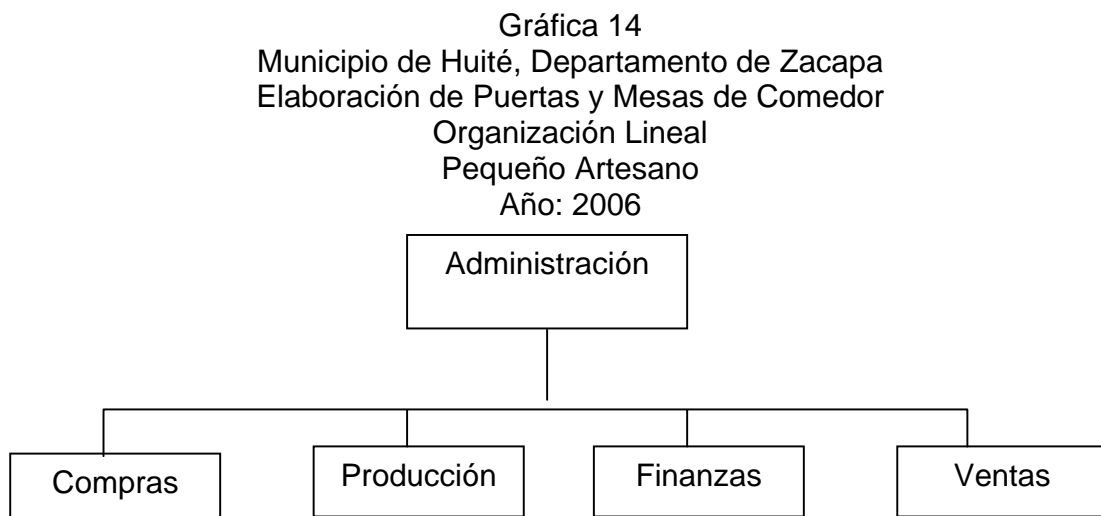 Gráfica 14
Municipio de Huité, Departamento de Zacapa
Elaboración de Puertas y Mesas de Comedor
Organización Lineal
Pequeño Artesano
Año: 2006
Administración
Compras
Producción
Finanzas
Ventas